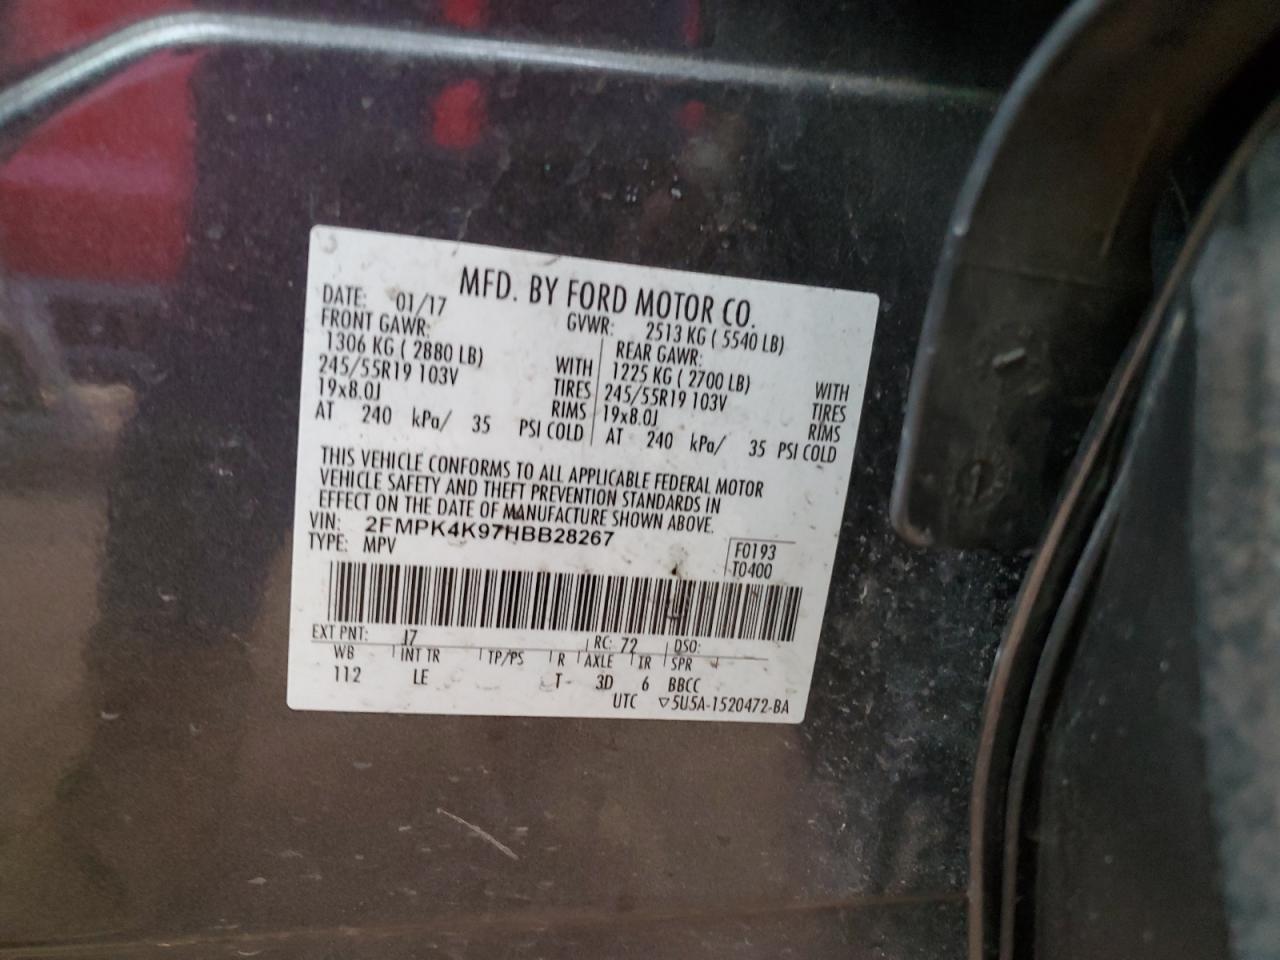 MFD. BY FORD MOTOR CO.
DATE: 01/17 GVWR: 2513 KG ( 5540 LB)
FRONT GAWR: REAR GAWR:
1306 KG ( 2880 LB) WITH 1225 KG ( 2700 LB) WITH
245/55R19 103V TIRES 245/55R19 103V TIRES
19x8.0J RIMS 19x8.0J RIMS
AT 240 kPa/ 35 PSI COLD AT 240 kPa/ 35 PSI COLD
THIS VEHICLE CONFORMS TO ALL APPLICABLE FEDERAL MOTOR
VEHICLE SAFETY AND THEFT PREVENTION STANDARDS IN
EFFECT ON THE DATE OF MANUFACTURE SHOWN ABOVE.
VIN: 2FMPK4K97HBB28267
TYPE: MPV
F0193
T0400
EXT PNT: J7 RC: 72 DSO:
WB INT TR TP/PS R AXLE TR SPR
112 LE T 3D 6 BBCC
UTC ▽5U5A-1520472-BA
1